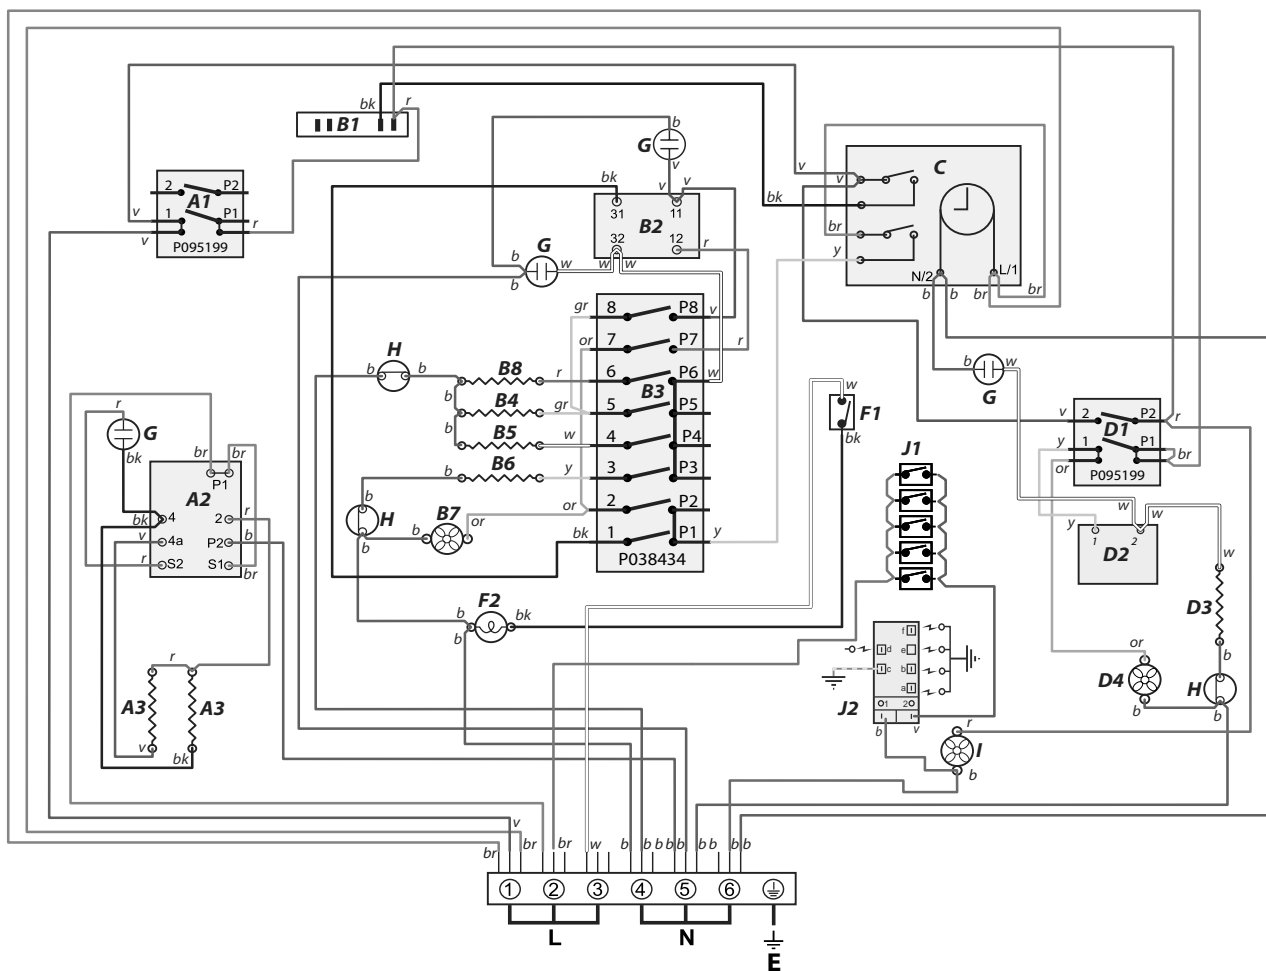 bk
r
B1
2
P2
A1
1
P1
v
v
r
P095199
b
G
v
v
v
bk
31
11
B2
32
12
r
b
G
w
w
w
b
C
v
v
bk
br
y
N/2
L/1
b
b
br
br
8
P8
gr
v
7
P7
or
r
6
P6
w
B3
5
P5
4
P4
3
P3
2
P2
1
P1
bk
y
P038434
H
b
b
B8
r
b
B4
gr
b
B5
w
B6
b
y
b
H
b
B7
b
or
or
w
F1
bk
b
G
w
v
2
P2
r
D1
y
1
P1
or
br
P095199
w
w
y
1
2
D2
w
D3
b
or
D4
b
H
b
J1
r
G
bk
br
br
P1
A2
4
bk
2
r
v
4a
P2
b
r
S2
S1
br
r
A3
A3
v
bk
F2
b
bk
b
f
d
e
c
b
a
J2
1
2
b
v
r
I
b
br
v
br
br
w
b
b
b
b
b
b
b
b
b
1
2
3
4
5
6
L
N
E